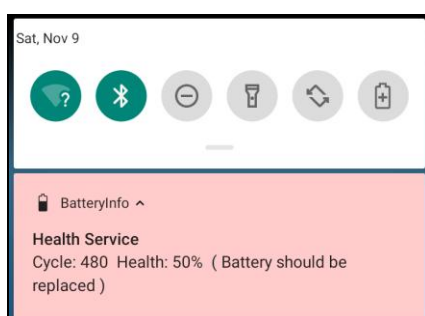 Sat, Nov 9
?
BatteryInfo
Health Service
Cycle: 480 Health: 50% ( Battery should be
replaced )